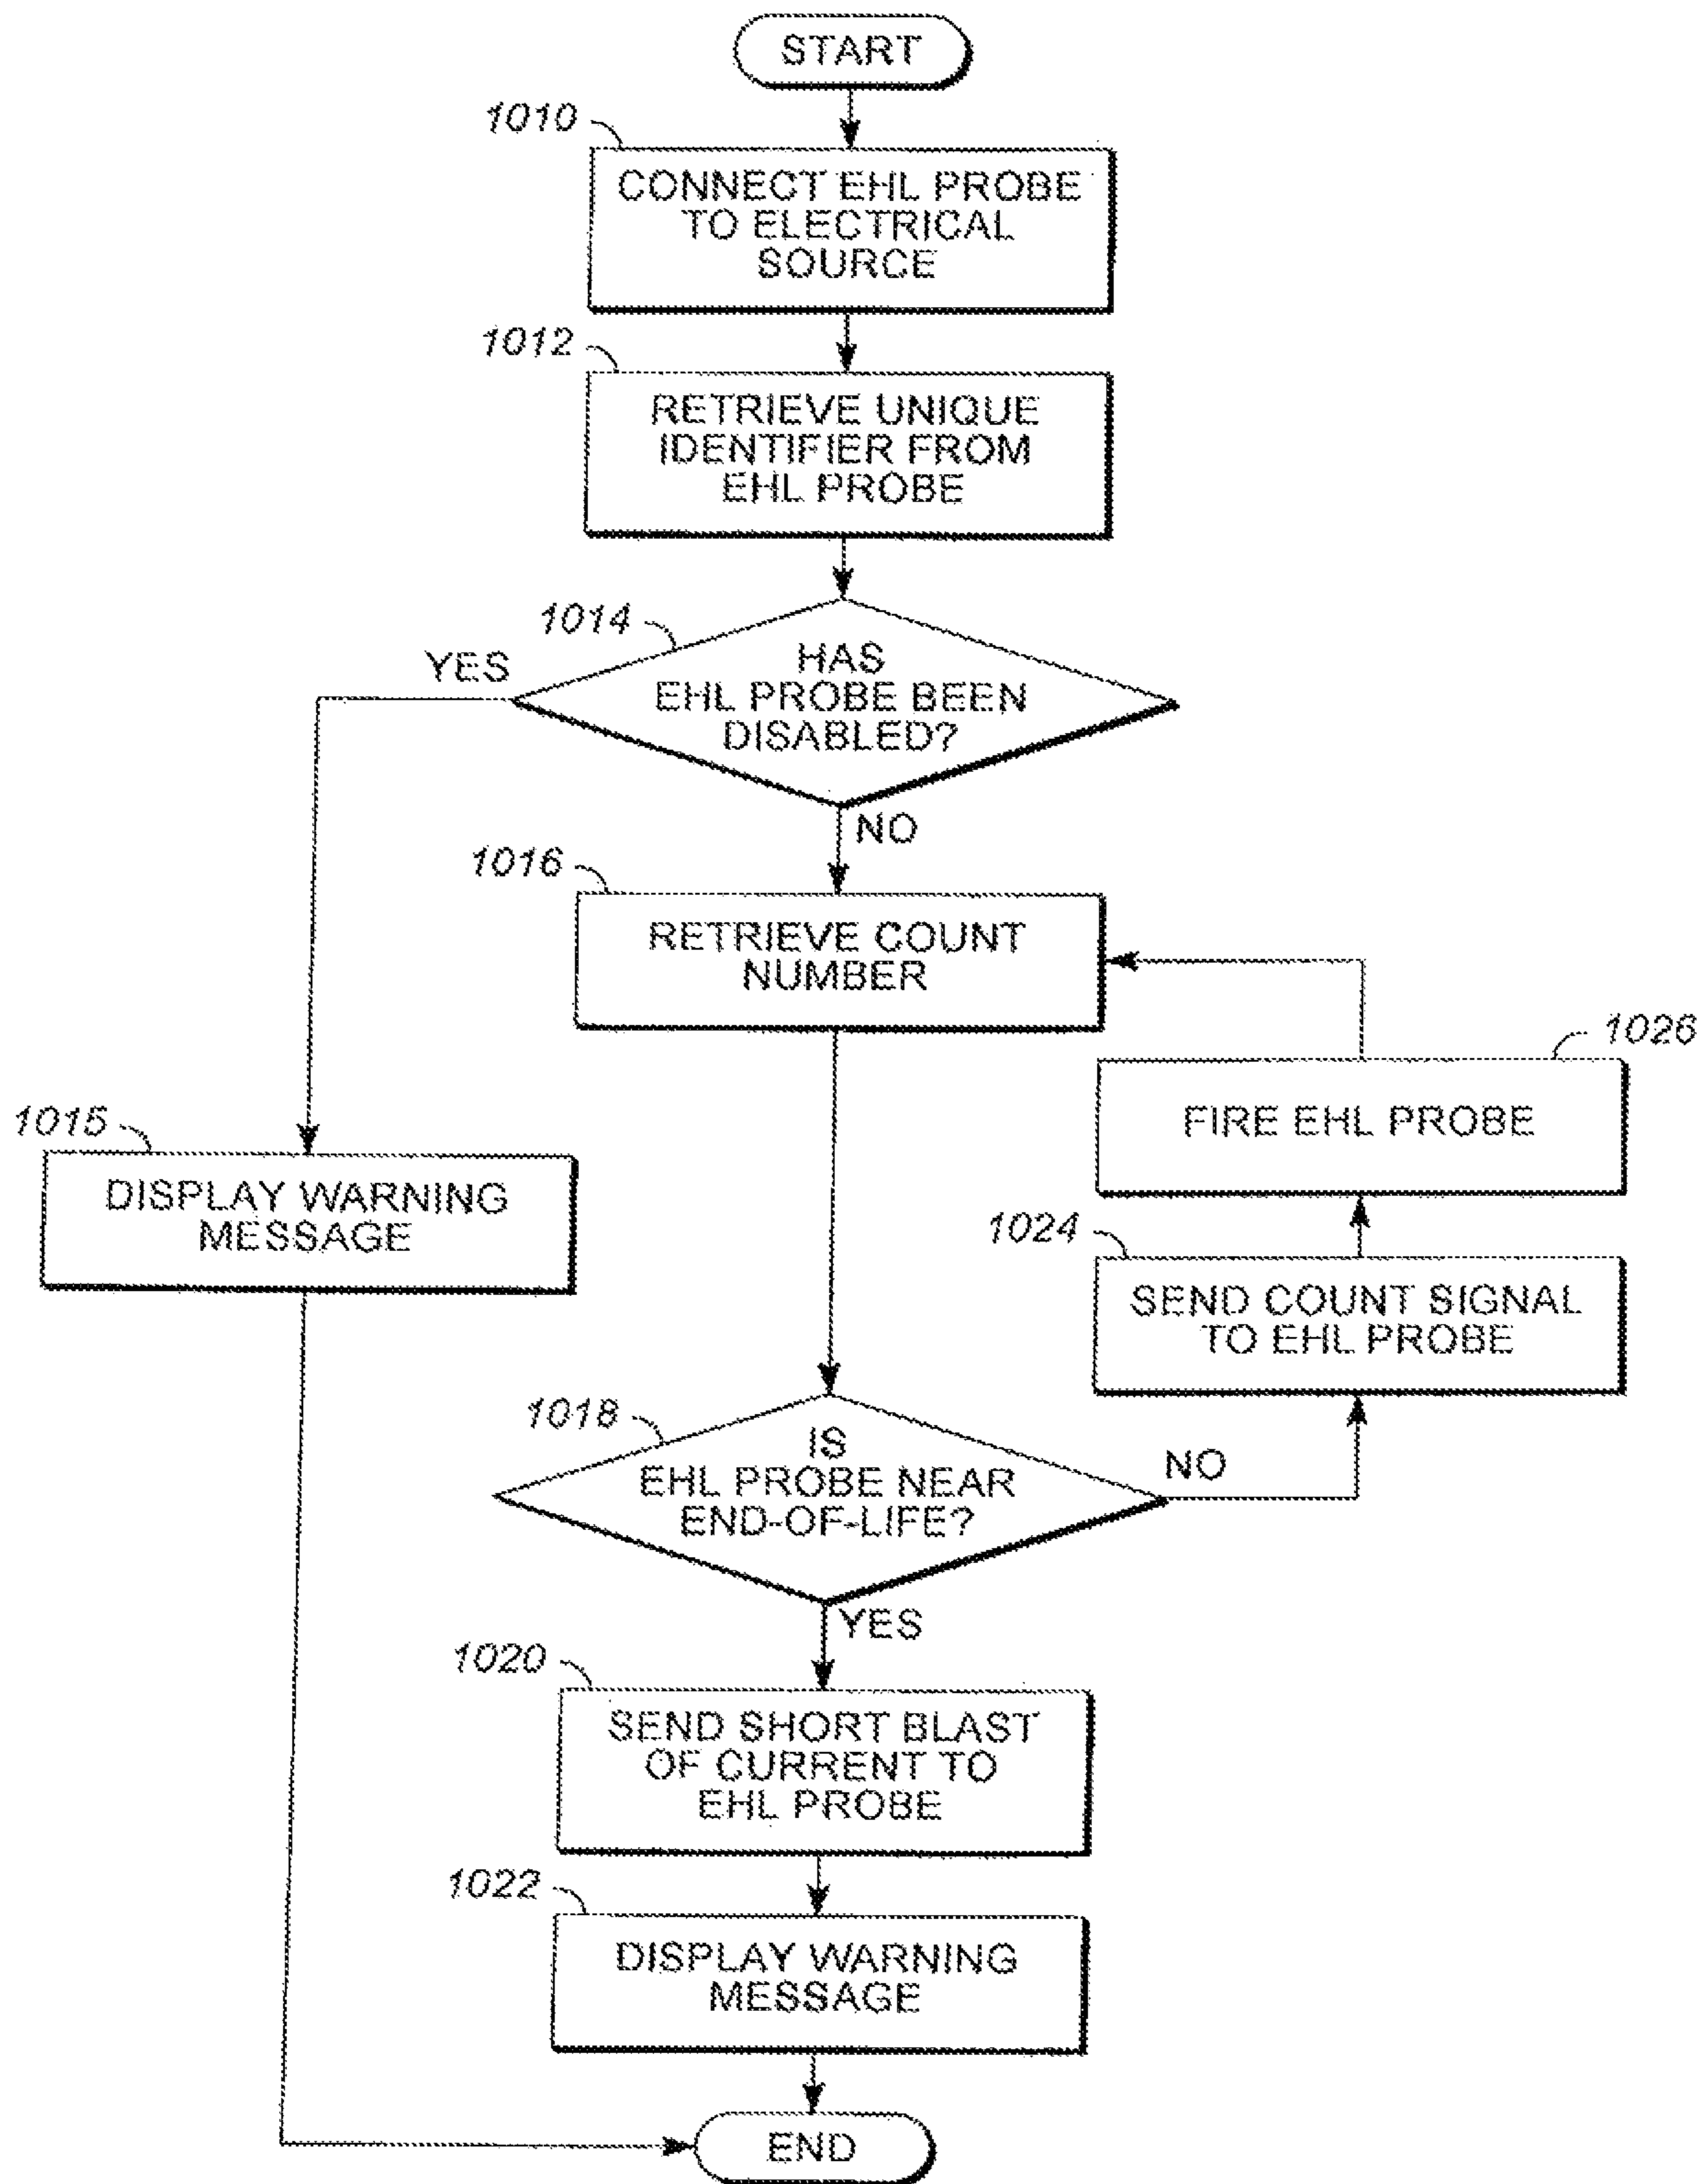 START
1010
CONNECT EHL PROBE
TO ELECTRICAL
SOURCE
1012
RETRIEVE UNIQUE
IDENTIFIER FROM
EHL PROBE
1014
YES
HAS
EHL PROBE BEEN
DISABLED?
NO
1016
RETRIEVE COUNT
NUMBER
1026
FIRE EHL PROBE
1015
DISPLAY WARNING
MESSAGE
1024
SEND COUNT SIGNAL
TO EHL PROBE
1018
IS
EHL PROBE NEAR
END-OF-LIFE?
NO
YES
1020
SEND SHORT BLAST
OF CURRENT TO
EHL PROBE
1022
DISPLAY WARNING
MESSAGE
END